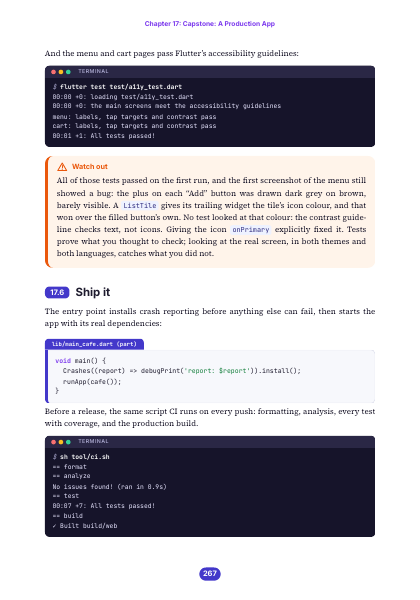 Chapter 17: Capstone: A Production App
And the menu and cart pages pass Flutter's accessibility guidelines:
TERMINAL
$ flutter test test/a11y_test.dart
00:00 +0: loading test/a11y_test.dart
00:00 +0: the main screens meet the accessibility guidelines
menu: labels, tap targets and contrast pass
cart: labels, tap targets and contrast pass
00:01 +1: All tests passed!
Watch out
All of those tests passed on the first run, and the first screenshot of the menu still
showed a bug: the plus on each “Add” button was drawn dark grey on brown,
barely visible. A ListTile gives its trailing widget the tile's icon colour, and that
won over the filled button's own. No test looked at that colour: the contrast guide-
line checks text, not icons. Giving the icon onPrimary explicitly fixed it. Tests
prove what you thought to check; looking at the real screen, in both themes and
both languages, catches what you did not.
17.6 Ship it
The entry point installs crash reporting before anything else can fail, then starts the
app with its real dependencies:
lib/main_cafe.dart (part)
void main() {
  Crashes((report) => debugPrint('report: $report')).install();
  runApp(cafe());
}
Before a release, the same script CI runs on every push: formatting, analysis, every test
with coverage, and the production build.
TERMINAL
$ sh tool/ci.sh
== format
== analyze
No issues found! (ran in 0.9s)
== test
00:07 +7: All tests passed!
== build
✓ Built build/web
267